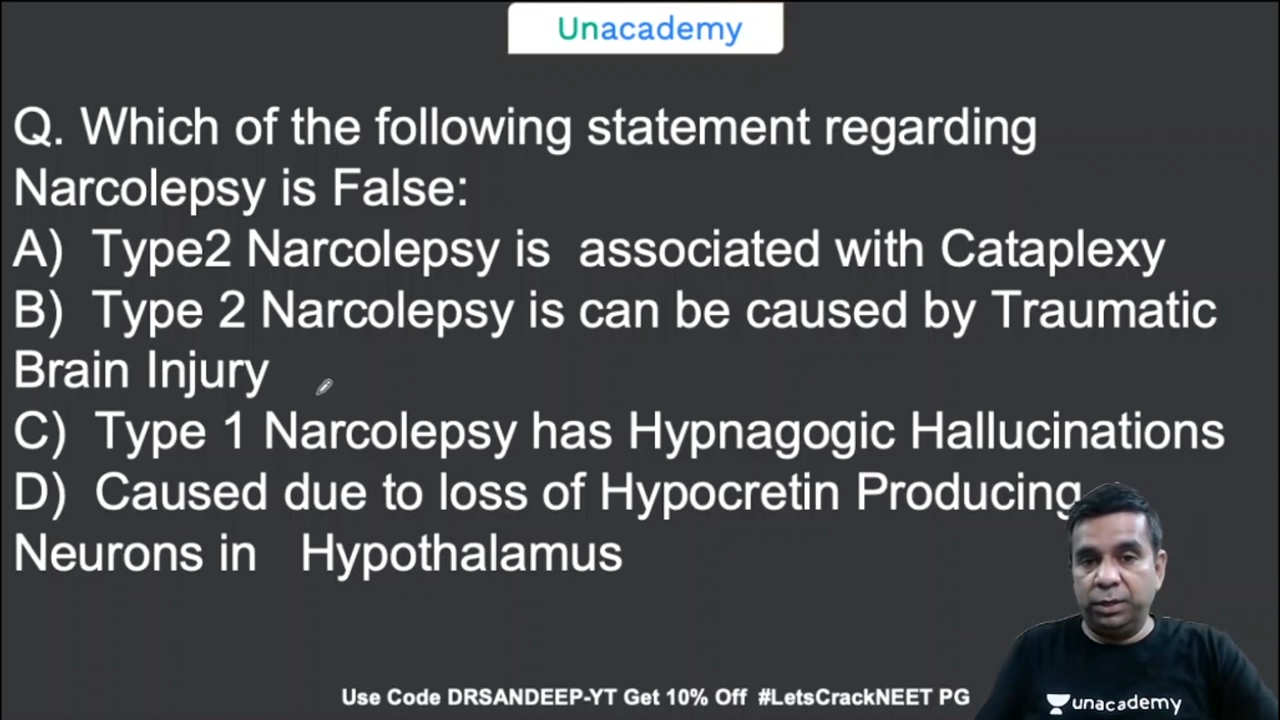 Unacademy
Q. Which of the following statement regarding
Narcolepsy is False:
A) Type2 Narcolepsy is associated with Cataplexy
B) Type 2 Narcolepsy is can be caused by Traumatic
Brain Injury
C) Type 1 Narcolepsy has Hypnagogic Hallucinations
D) Caused due to loss of Hypocretin Producing
Neurons in Hypothalamus
Use Code DRSANDEEP-YT Get 10% Off #LetsCrackNEET PG
unacademy